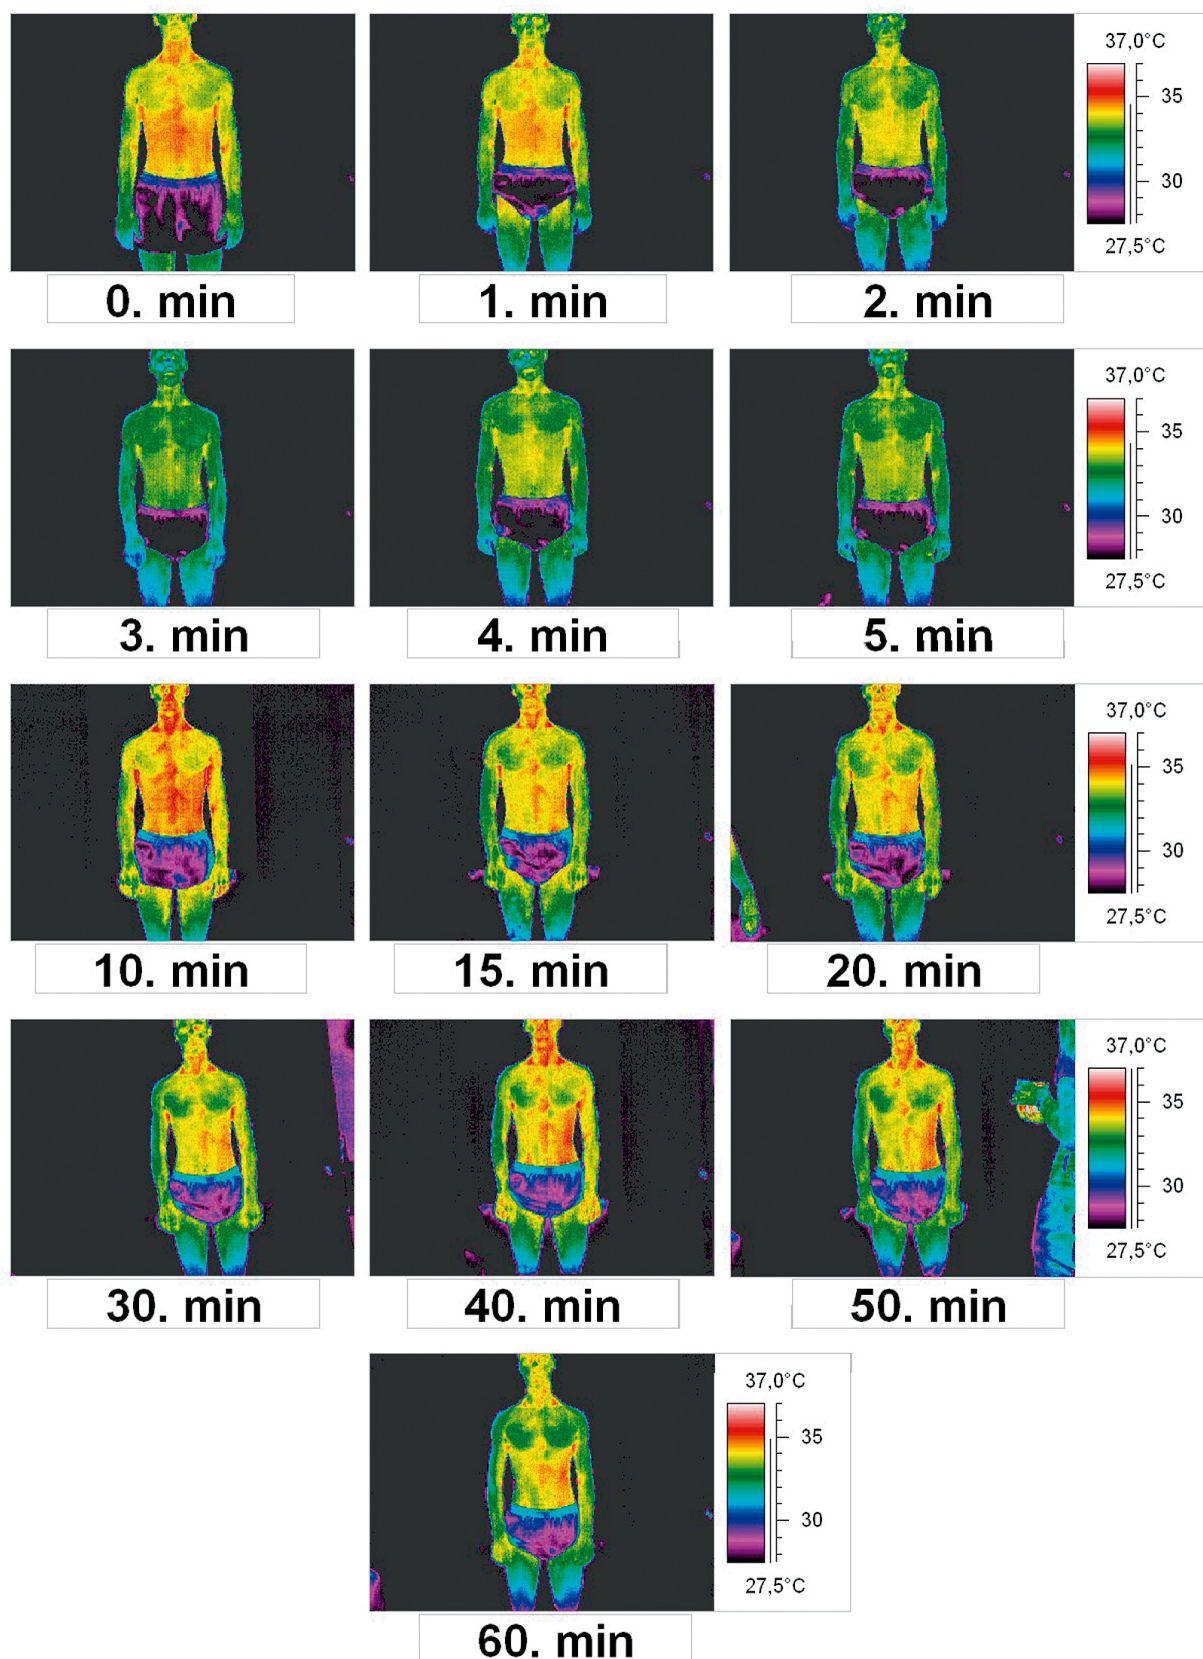 37,0°C
35
30
27,5°C
0. min
1. min
2. min
37,0°C
35
30
27,5°C
3. min
4. min
5. min
37,0°C
35
30
27,5°C
10. min
15. min
20. min
37,0°C
35
30
27,5°C
30. min
40. min
50. min
37,0°C
35
30
27,5°C
60. min